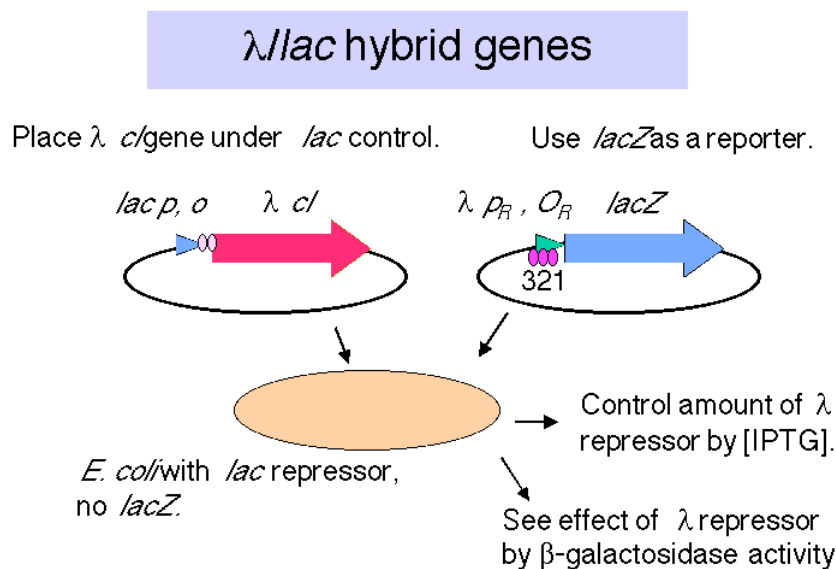 λ/lac hybrid genes
Place λ cI gene under lac control.
Use lacZ as a reporter.
lac p, o
λ cI
λ pR , OR
lacZ
321
Control amount of λ
repressor by [IPTG].
E. coli with lac repressor,
no lacZ.
See effect of λ repressor
by β-galactosidase activity